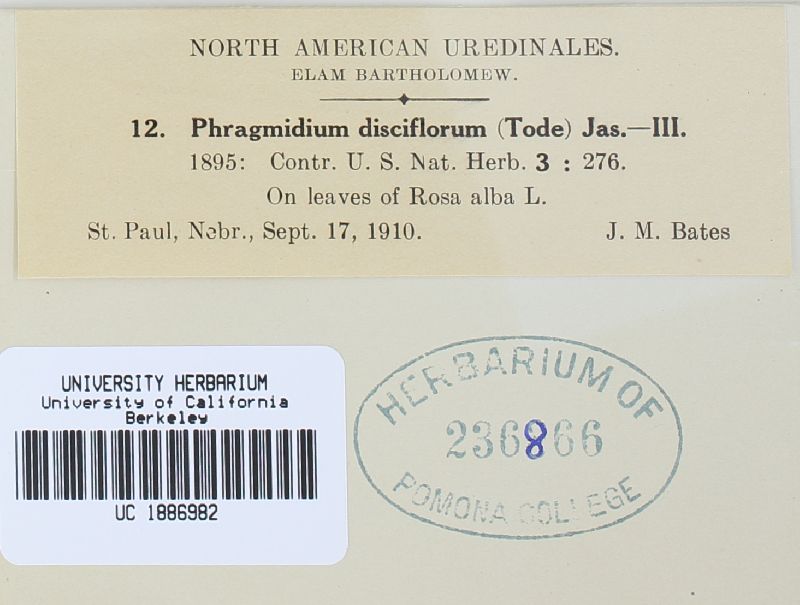 NORTH AMERICAN UREDINALES.
ELAM BARTHOLOMEW.
12. Phragmidium disciflorum (Tode) Jas.—III.
1895: Contr. U. S. Nat. Herb. 3 : 276.
On leaves of Rosa alba L.
St. Paul, Nebr., Sept. 17, 1910. J. M. Bates
UNIVERSITY HERBARIUM
University of California
Berkeley
UC 1886982
HERBARIUM OF
236866
POMONA COLLEGE